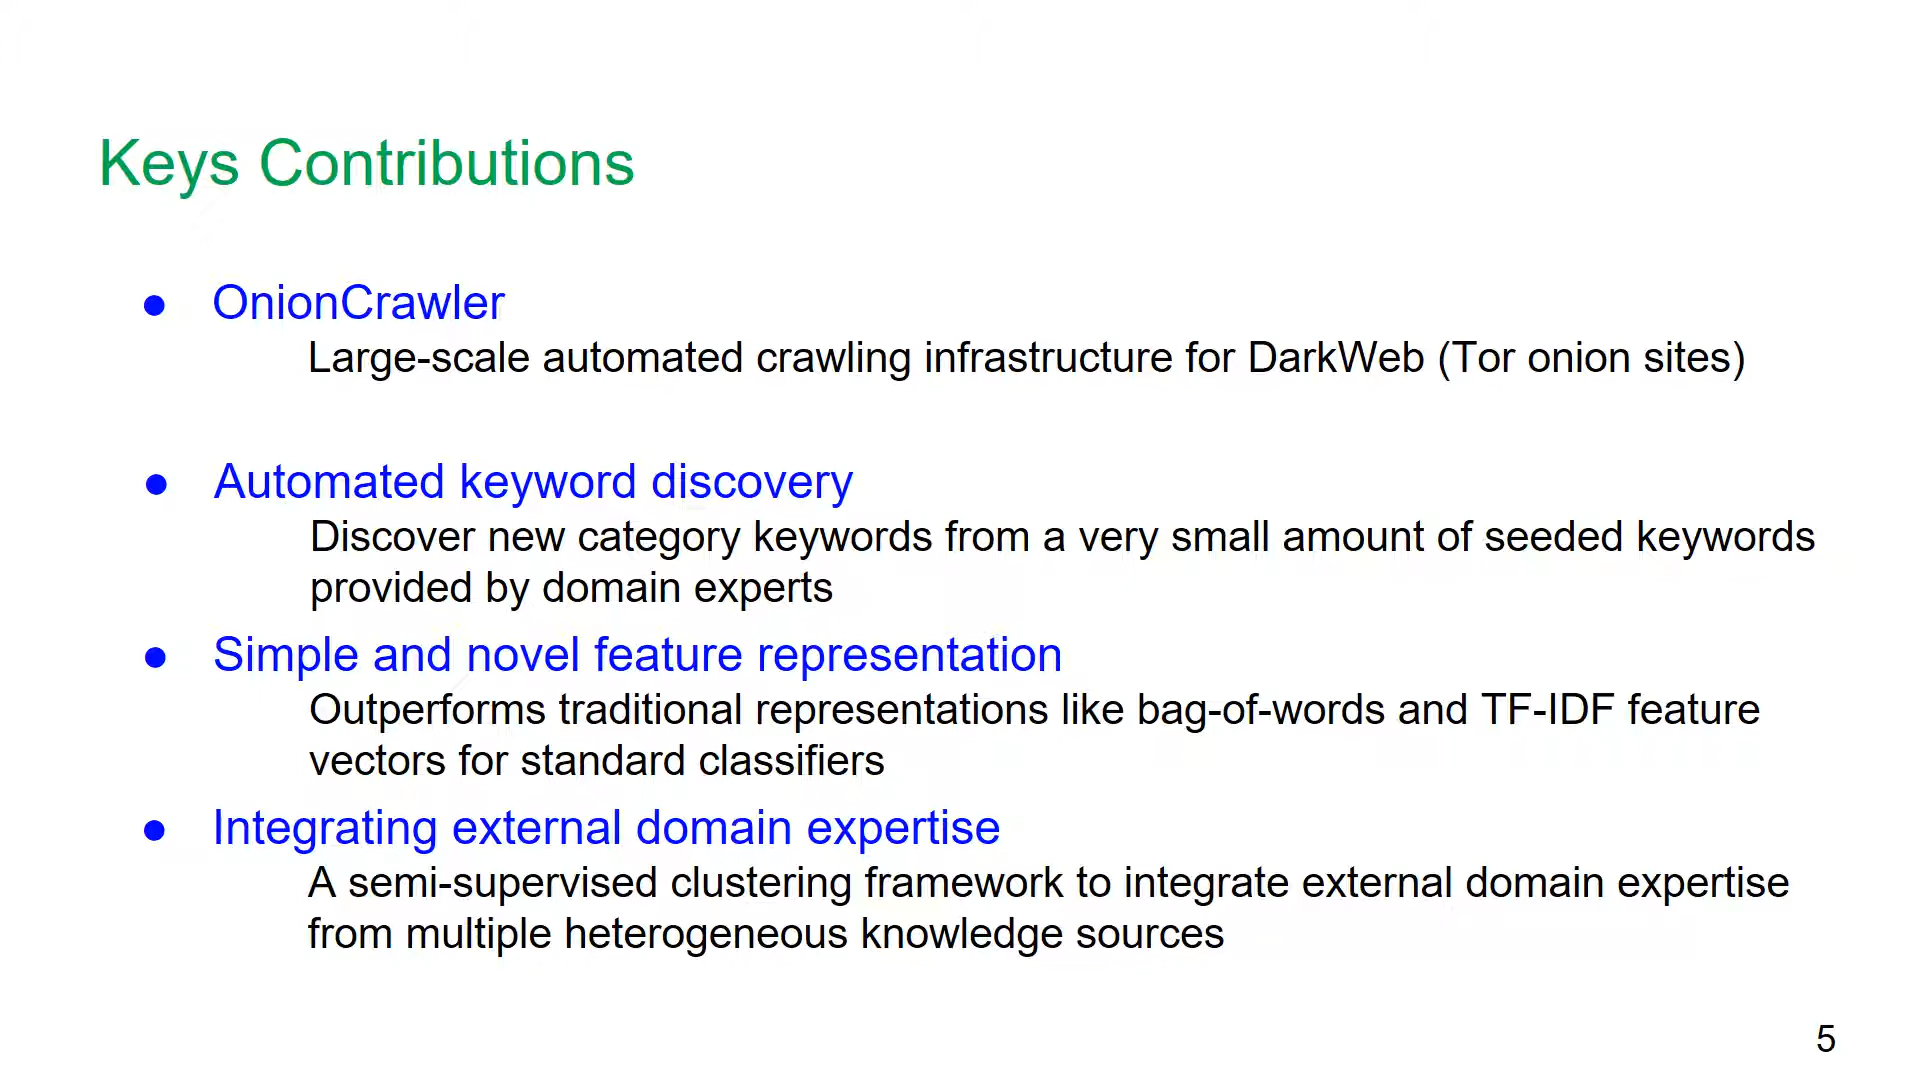 Keys Contributions
● OnionCrawler
Large-scale automated crawling infrastructure for DarkWeb (Tor onion sites)
● Automated keyword discovery
Discover new category keywords from a very small amount of seeded keywords
provided by domain experts
● Simple and novel feature representation
Outperforms traditional representations like bag-of-words and TF-IDF feature
vectors for standard classifiers
● Integrating external domain expertise
A semi-supervised clustering framework to integrate external domain expertise
from multiple heterogeneous knowledge sources
5